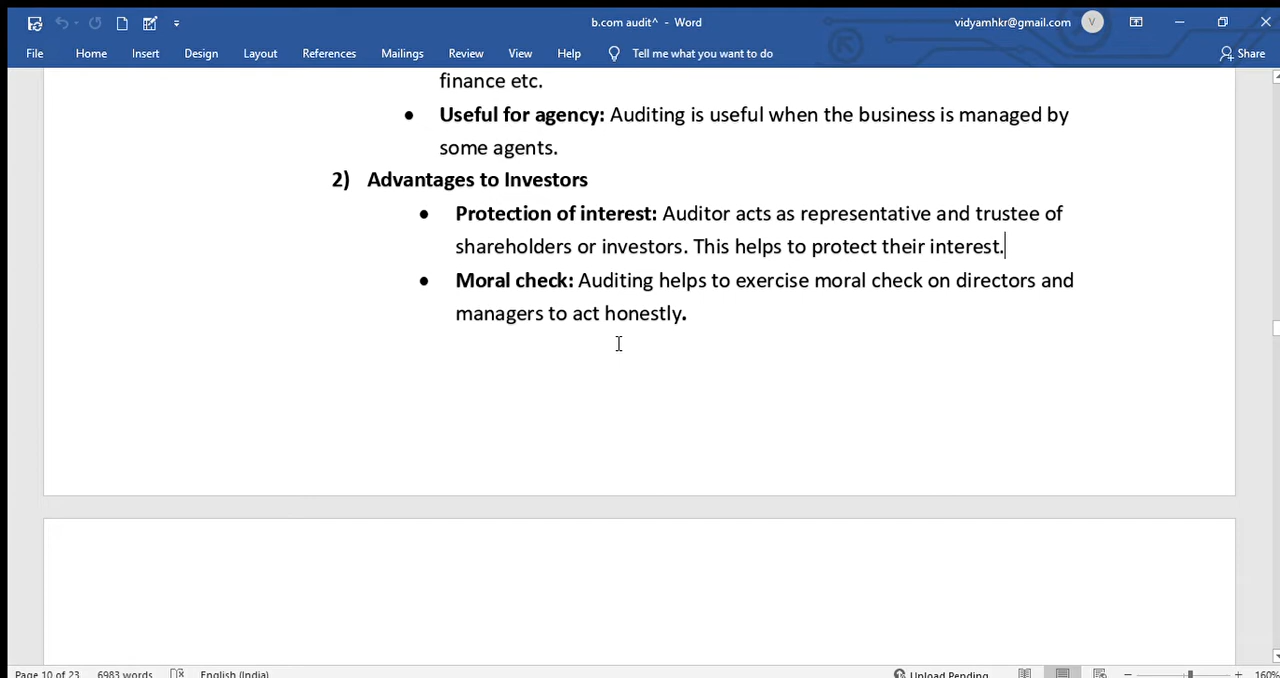 b.com audit^ - Word
vidyamhkr@gmail.com V
File Home Insert Design Layout References Mailings Review View Help Tell me what you want to do Share
finance etc.
• Useful for agency: Auditing is useful when the business is managed by
some agents.
2) Advantages to Investors
• Protection of interest: Auditor acts as representative and trustee of
shareholders or investors. This helps to protect their interest.
• Moral check: Auditing helps to exercise moral check on directors and
managers to act honestly.
Page 10 of 23 6983 words English (India) Upload Pending 160%